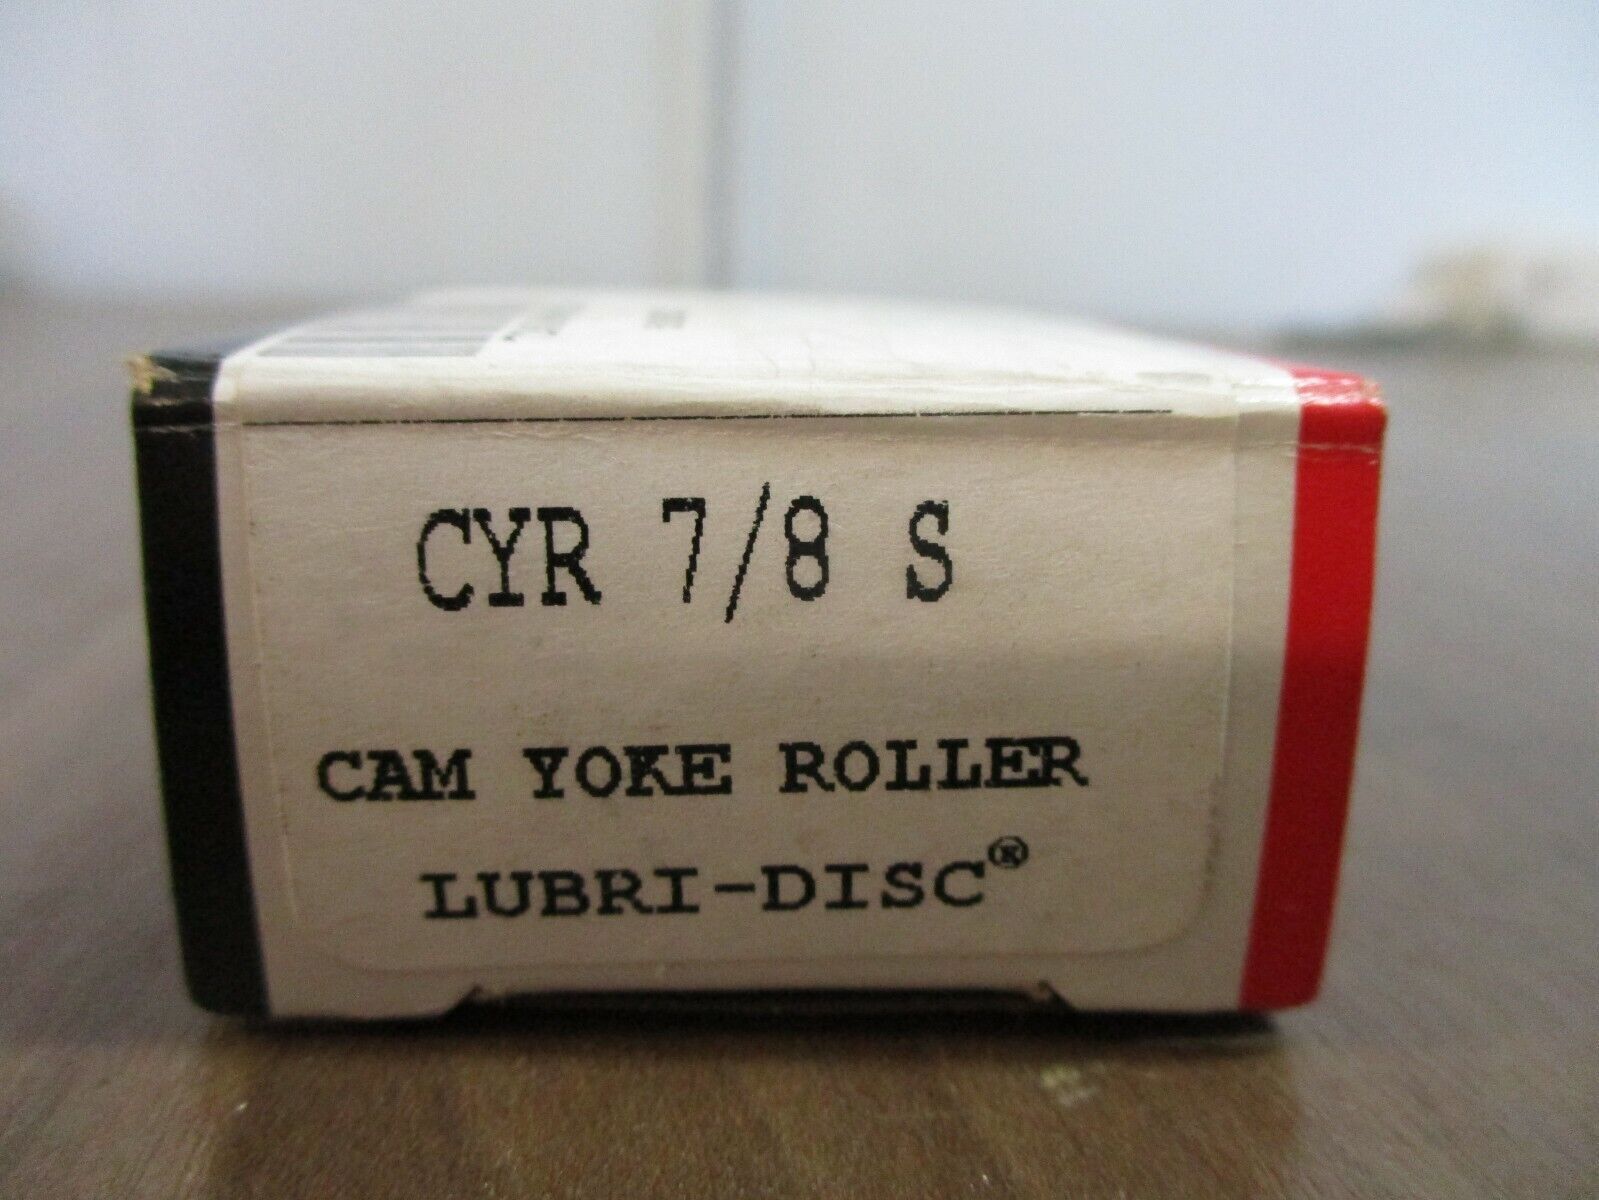 CYR 7/8 S
CAM YOKE ROLLER
LUBRI-DISC®